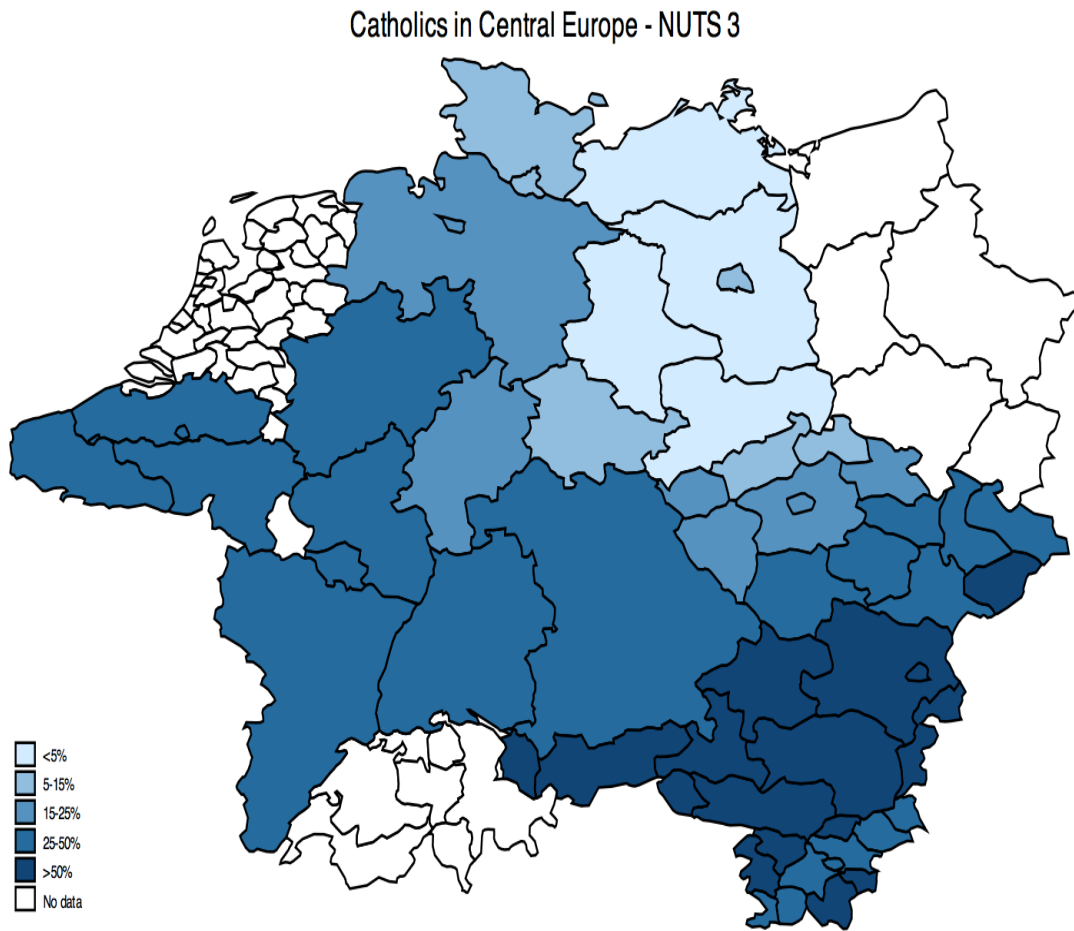 Catholics in Central Europe - NUTS 3
<5%
5-15%
15-25%
25-50%
>50%
No data